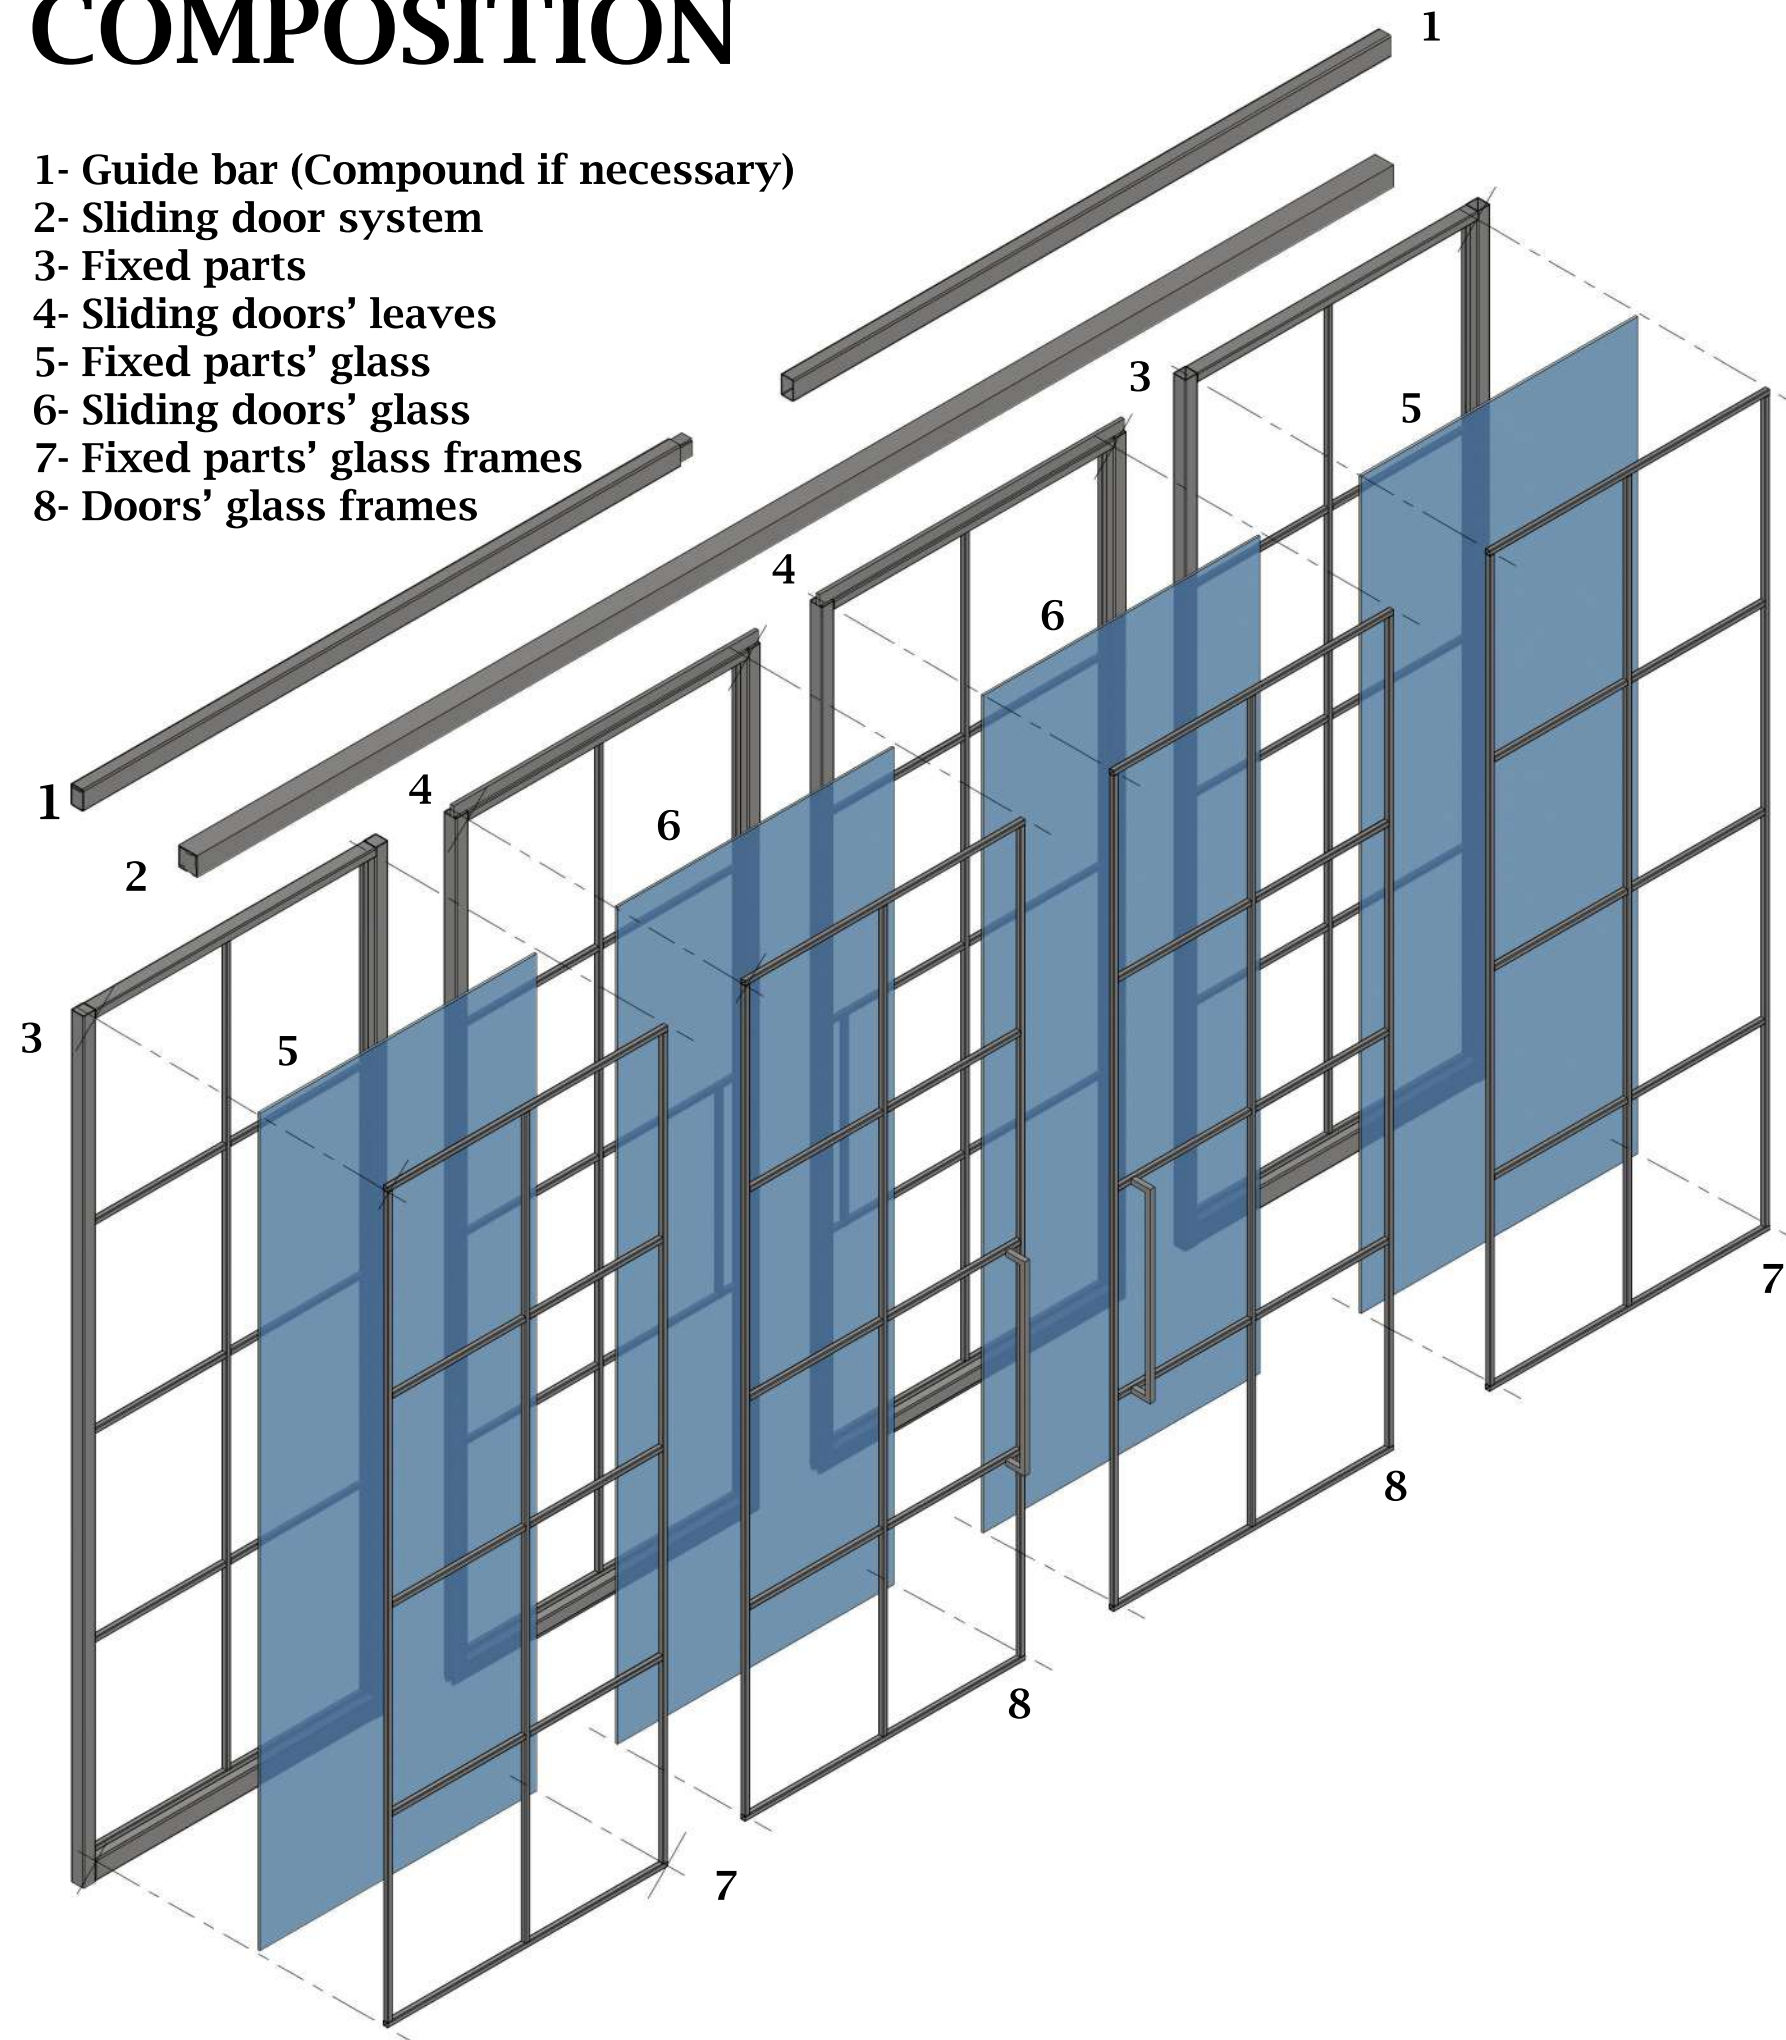 COMPOSITION
1- Guide bar (Compound if necessary)
2- Sliding door system
3- Fixed parts
4- Sliding doors’ leaves
5- Fixed parts’ glass
6- Sliding doors’ glass
7- Fixed parts’ glass frames
8- Doors’ glass frames
1
3
5
4
6
1
4
6
2
3
5
7
8
8
7